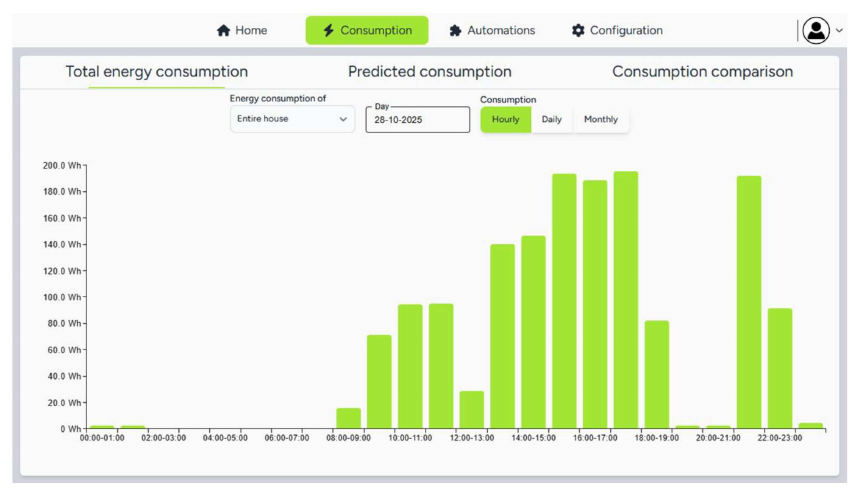 Home Consumption Automations Configuration
Total energy consumption Predicted consumption Consumption comparison
Energy consumption of
Entire house
Day
28-10-2025
Consumption
Hourly Daily Monthly
200.0 Wh
180.0 Wh
160.0 Wh
140.0 Wh
120.0 Wh
100.0 Wh
80.0 Wh
60.0 Wh
40.0 Wh
20.0 Wh
0 Wh
00:00-01:00 02:00-03:00 04:00-05:00 06:00-07:00 08:00-09:00 10:00-11:00 12:00-13:00 14:00-15:00 16:00-17:00 18:00-19:00 20:00-21:00 22:00-23:00